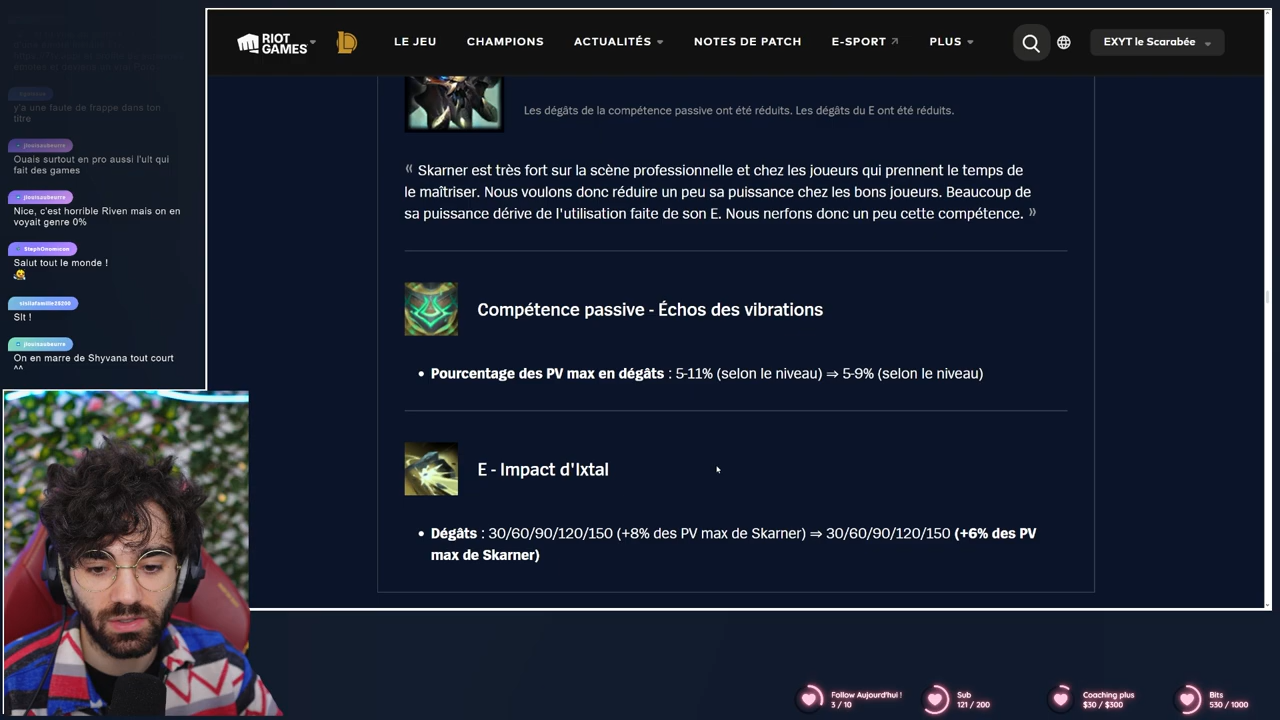 RIOT
GAMES
LE JEU
CHAMPIONS
ACTUALITÉS
NOTES DE PATCH
E-SPORT
PLUS
EXYT le Scarabée
y'a une faute de frappe dans ton
titre
jlouisaubeurre
Ouais surtout en pro aussi l'ult qui
fait des games
jlouisaubeurre
Nice, c'est horrible Riven mais on en
voyait genre 0%
StephOnamoan
Salut tout le monde !
Slt !
jlouisaubeurre
On en marre de Shyvana tout court
^^
Les dégâts de la compétence passive ont été réduits. Les dégâts du E ont été réduits.
« Skarner est très fort sur la scène professionnelle et chez les joueurs qui prennent le temps de
le maîtriser. Nous voulons donc réduire un peu sa puissance chez les bons joueurs. Beaucoup de
sa puissance dérive de l'utilisation faite de son E. Nous nerfons donc un peu cette compétence. »
Compétence passive - Échos des vibrations
• Pourcentage des PV max en dégâts : 5-11% (selon le niveau) ⇒ 5-9% (selon le niveau)
E - Impact d'Ixtal
• Dégâts : 30/60/90/120/150 (+8% des PV max de Skarner) ⇒ 30/60/90/120/150 (+6% des PV
max de Skarner)
Follow Aujourd'hui !
3 / 10
Sub
121 / 200
Coaching plus
$30 / $300
Bits
530 / 1000